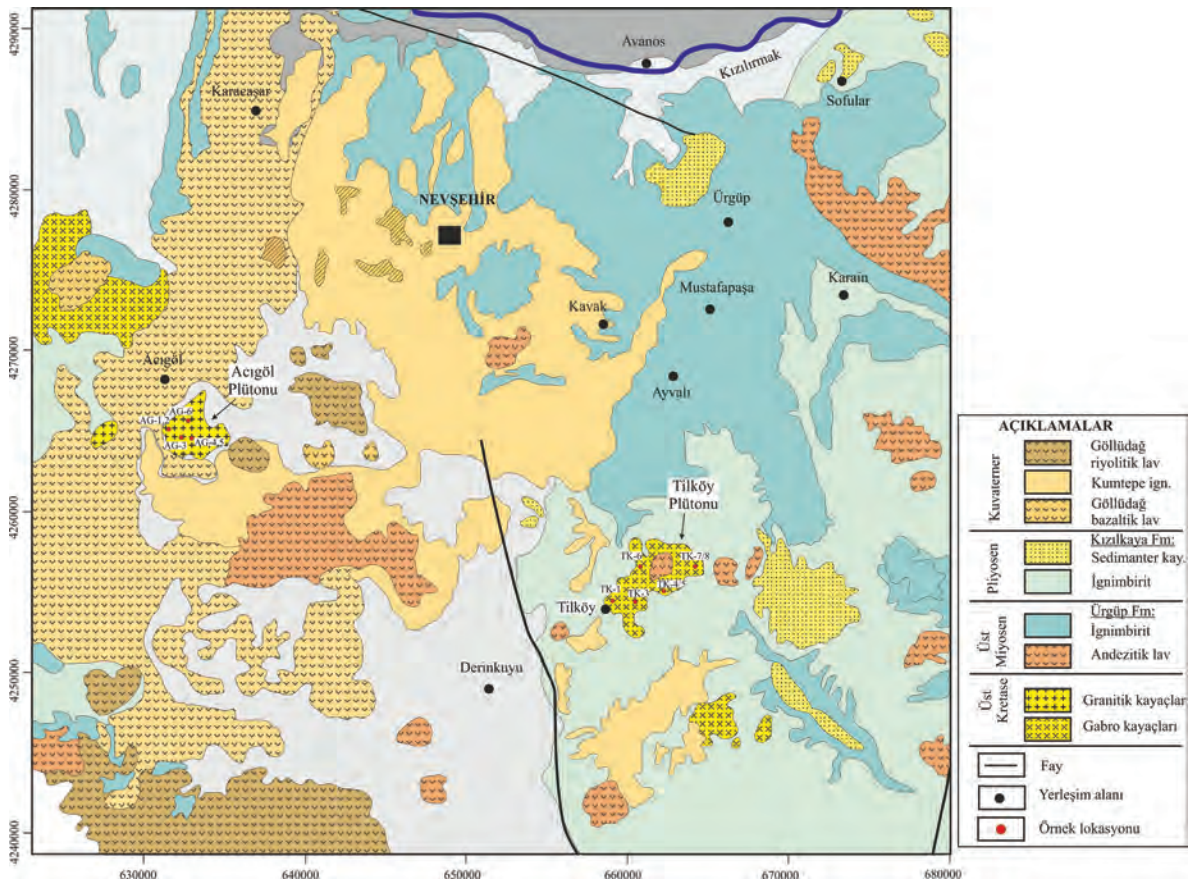 4290000
4280000
4270000
4260000
4250000
4240000
630000
640000
650000
660000
670000
680000
Avanos
Kızılırmak
Karacaşar
Sofular
NEVŞEHİR
Ürgüp
Mustafapaşa
Karain
Kavak
Ayvalı
Acıgöl
Acıgöl
Plütonu
AG-6
AG-1,2
AG-3
AG-4,5
Tilköy
Plütonu
TK-6
TK-7/8
TK-1
TK-3
TK-4,5
Tilköy
Derinkuyu
AÇIKLAMALAR
Kuvaterner
Göllüdağ
riyolitik lav
Kumtepe ign.
Göllüdağ
bazaltik lav
Pliyosen
Kızılkaya Fm:
Sedimanter kay.
İgnimbirit
Üst
Miyosen
Ürgüp Fm:
İgnimbirit
Andezitik lav
Üst
Kretase
Granitik kayaçlar
Gabro kayaçları
Fay
Yerleşim alanı
Örnek lokasyonu